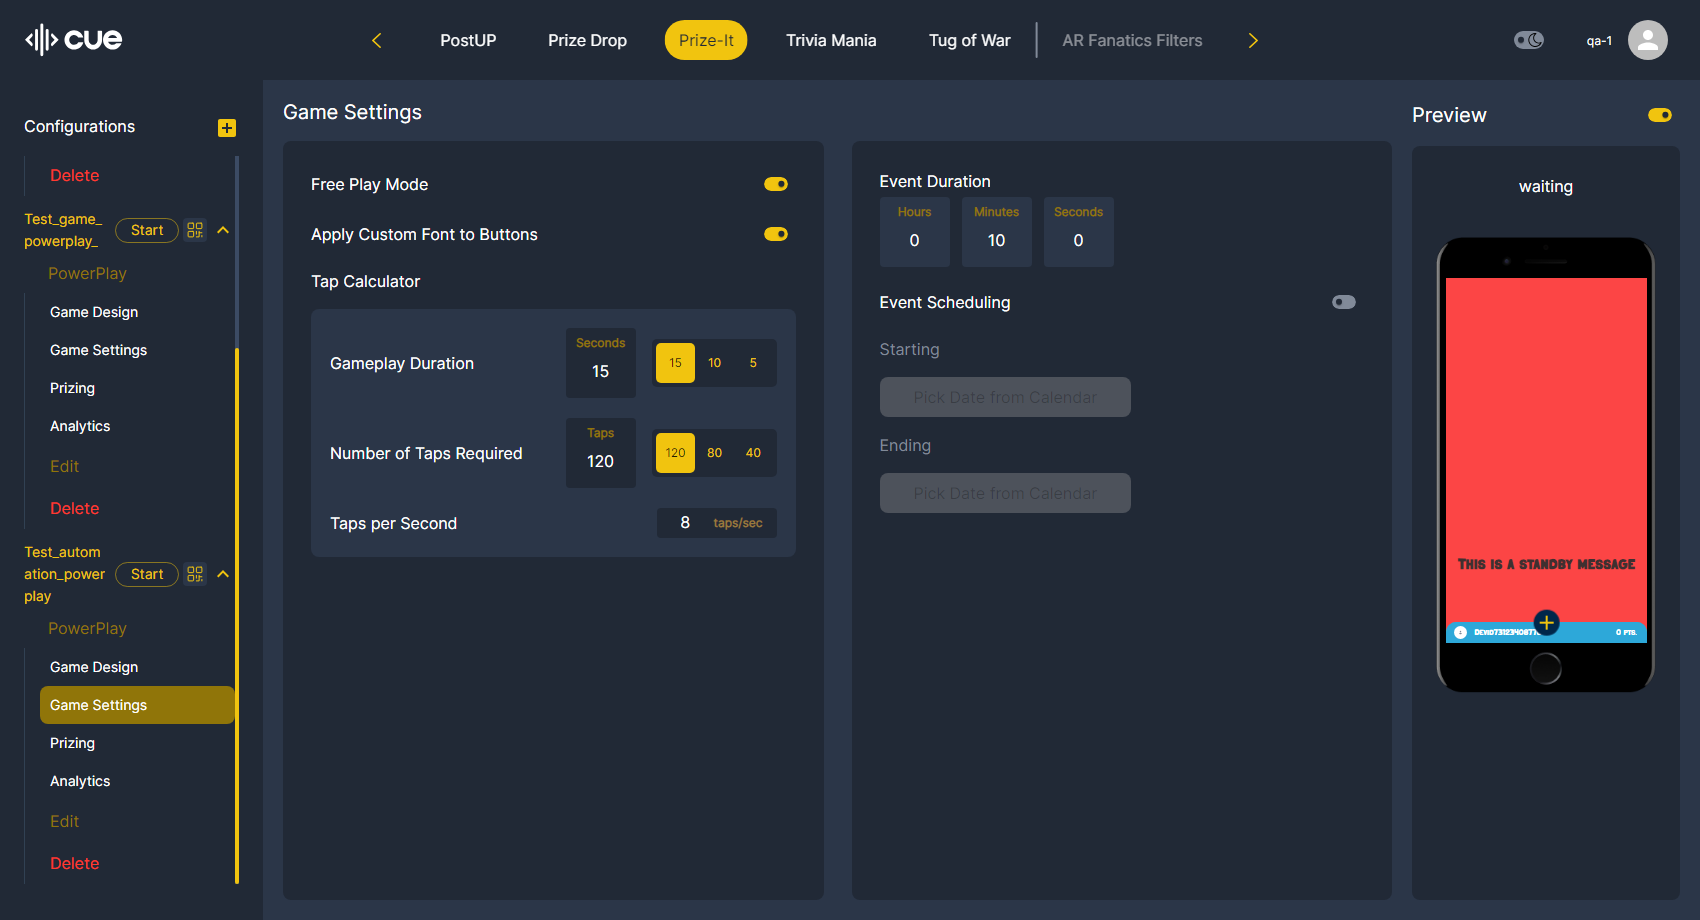 cue
PostUP
Prize Drop
Prize-It
Trivia Mania
Tug of War
AR Fanatics Filters
qa-1
Configurations
Delete
Test_game_
powerplay_
Start
PowerPlay
Game Design
Game Settings
Prizing
Analytics
Edit
Delete
Test_autom
ation_power
play
Start
PowerPlay
Game Design
Game Settings
Prizing
Analytics
Edit
Delete
Game Settings
Free Play Mode
Apply Custom Font to Buttons
Tap Calculator
Gameplay Duration
Seconds
15
15 10 5
Number of Taps Required
Taps
120
120 80 40
Taps per Second
8 taps/sec
Event Duration
Hours
0
Minutes
10
Seconds
0
Event Scheduling
Starting
Pick Date from Calendar
Ending
Pick Date from Calendar
Preview
waiting
This is a standby message
0 PTS.